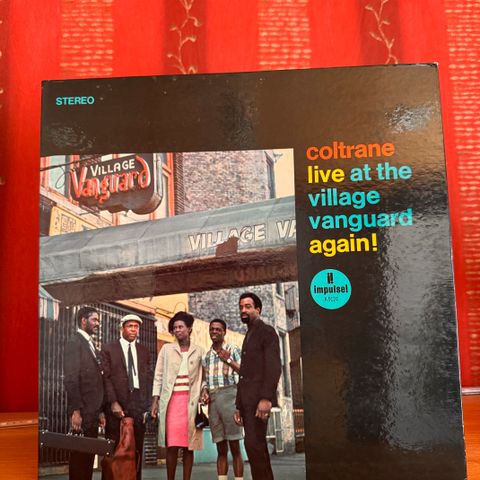 STEREO
VILLAGE
Vanguard
VILLAGE VA
coltrane
live at the
village
vanguard
again!
impulse!